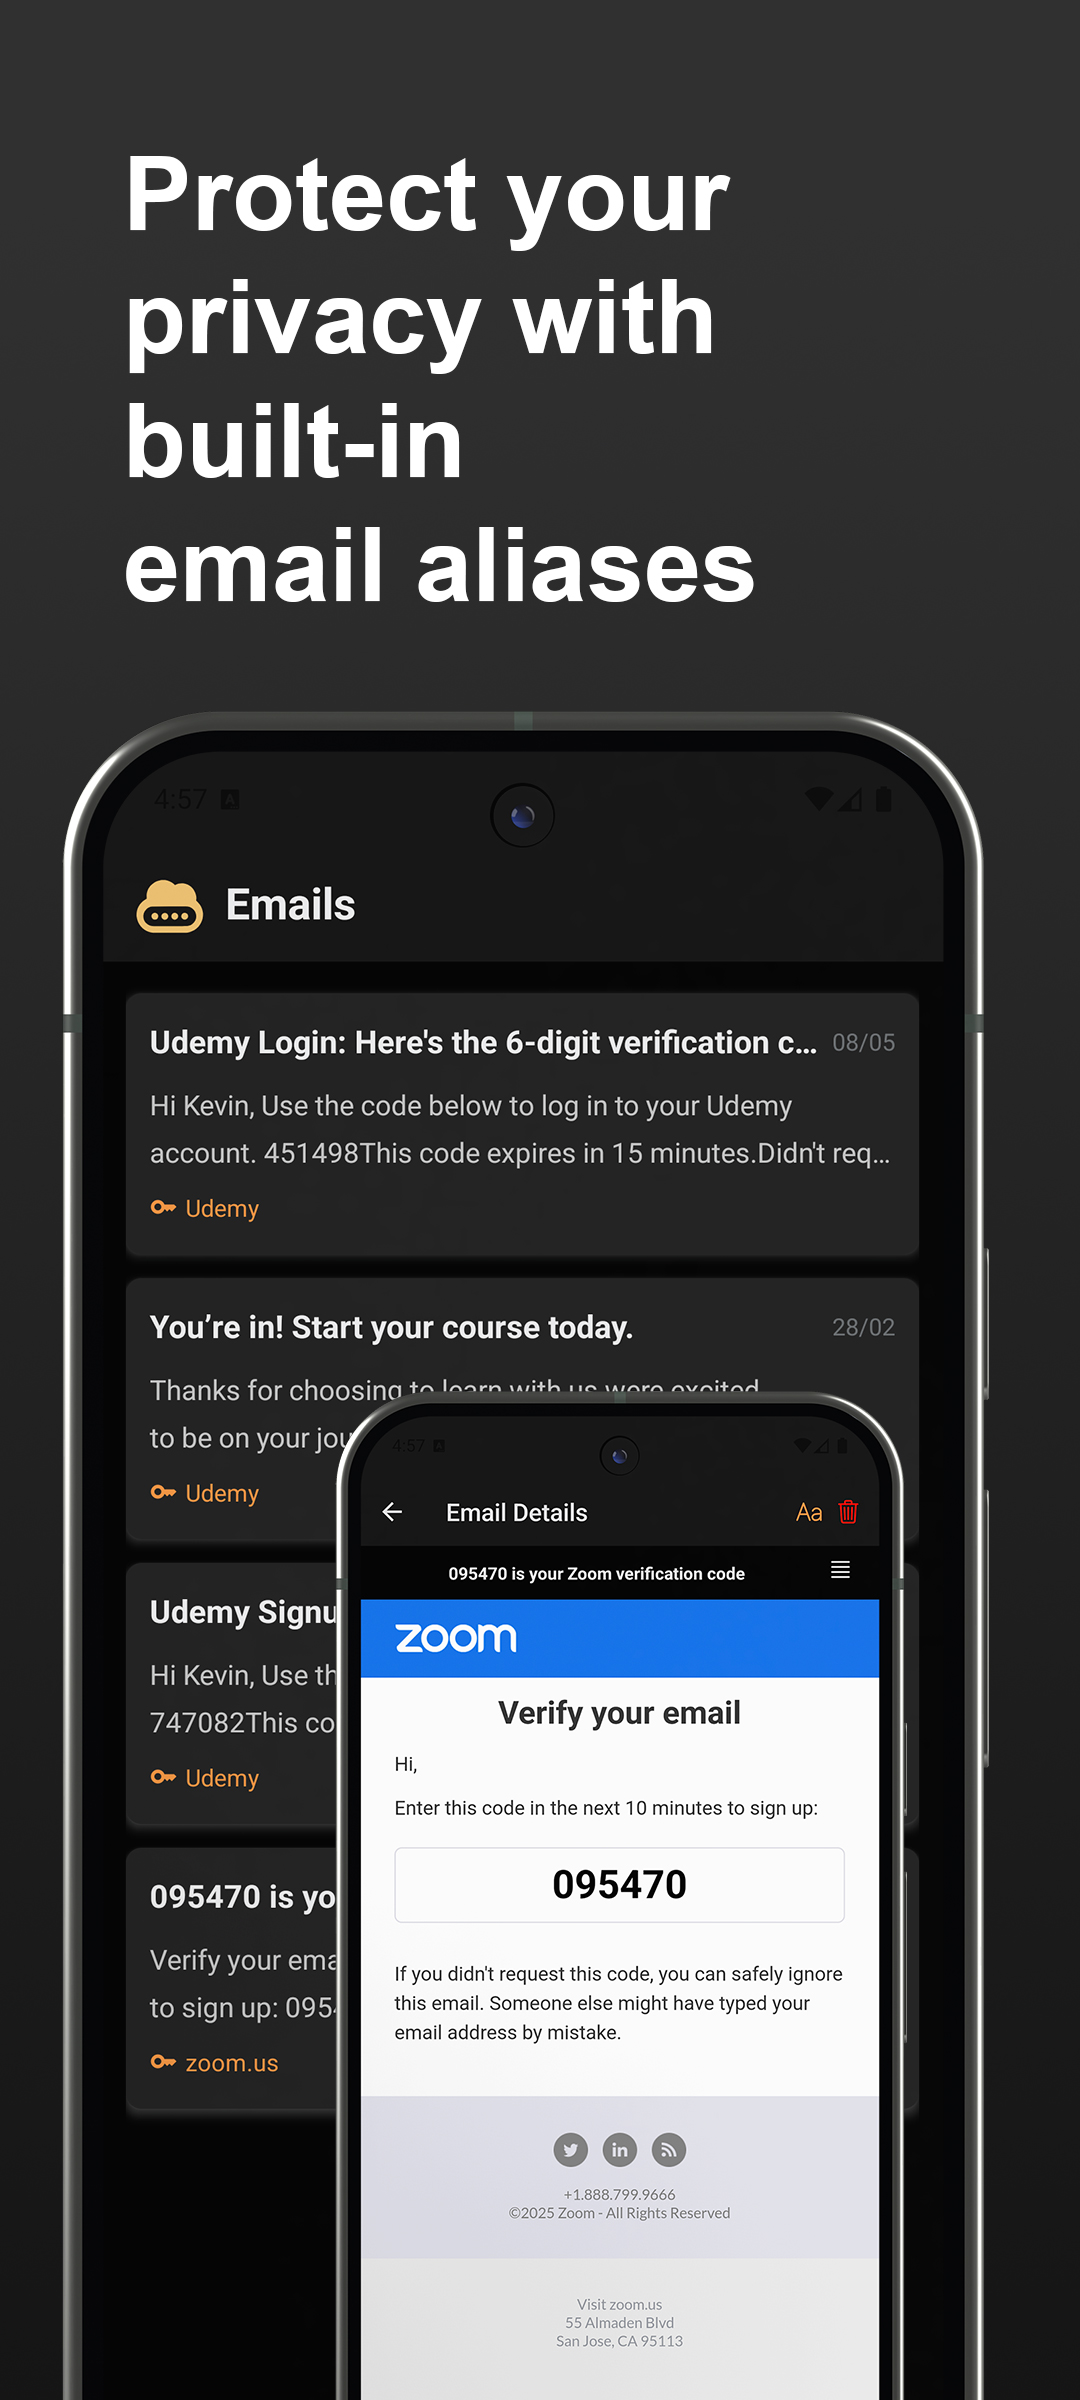 Protect your
privacy with
built-in
email aliases
4:57
Emails
Udemy Login: Here's the 6-digit verification c... 08/05
Hi Kevin, Use the code below to log in to your Udemy
account. 451498This code expires in 15 minutes.Didn't req...
Udemy
You’re in! Start your course today. 28/02
Thanks for choosing to learn with us were excited
to be on your jou
Udemy
Udemy Signu
Hi Kevin, Use th
747082This co
Udemy
095470 is yo
Verify your ema
to sign up: 095
zoom.us
4:57
Email Details Aa
095470 is your Zoom verification code
zoom
Verify your email
Hi,
Enter this code in the next 10 minutes to sign up:
095470
If you didn't request this code, you can safely ignore
this email. Someone else might have typed your
email address by mistake.
in
+1.888.799.9666
©2025 Zoom - All Rights Reserved
Visit zoom.us
55 Almaden Blvd
San Jose, CA 95113